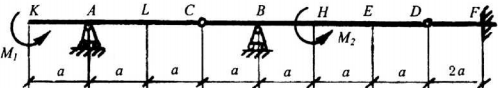 K A L C B H E D F
M₁ M₂
a a a a a a a 2a